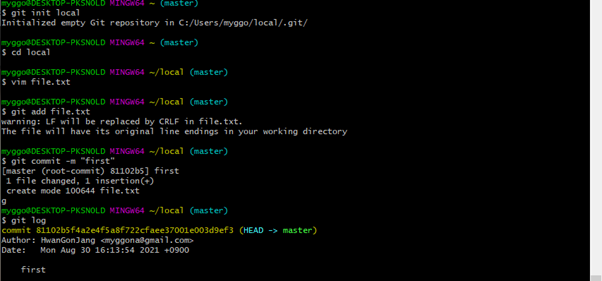 myggo@DESKTOP-PKSNOLD MINGW64 ~ (master)
$ git init local
Initialized empty Git repository in C:/Users/myggo/local/.git/
myggo@DESKTOP-PKSNOLD MINGW64 ~ (master)
$ cd local
myggo@DESKTOP-PKSNOLD MINGW64 ~/local (master)
$ vim file.txt
myggo@DESKTOP-PKSNOLD MINGW64 ~/local (master)
$ git add file.txt
warning: LF will be replaced by CRLF in file.txt.
The file will have its original line endings in your working directory
myggo@DESKTOP-PKSNOLD MINGW64 ~/local (master)
$ git commit -m "first"
[master (root-commit) 81102b5] first
1 file changed, 1 insertion(+)
create mode 100644 file.txt
g
myggo@DESKTOP-PKSNOLD MINGW64 ~/local (master)
$ git log
commit 81102b5f4a2e4f5a8f722cfaee37001e003d9ef3 (HEAD -> master)
Author: HwanGonJang <myggona@gmail.com>
Date:   Mon Aug 30 16:13:54 2021 +0900
first